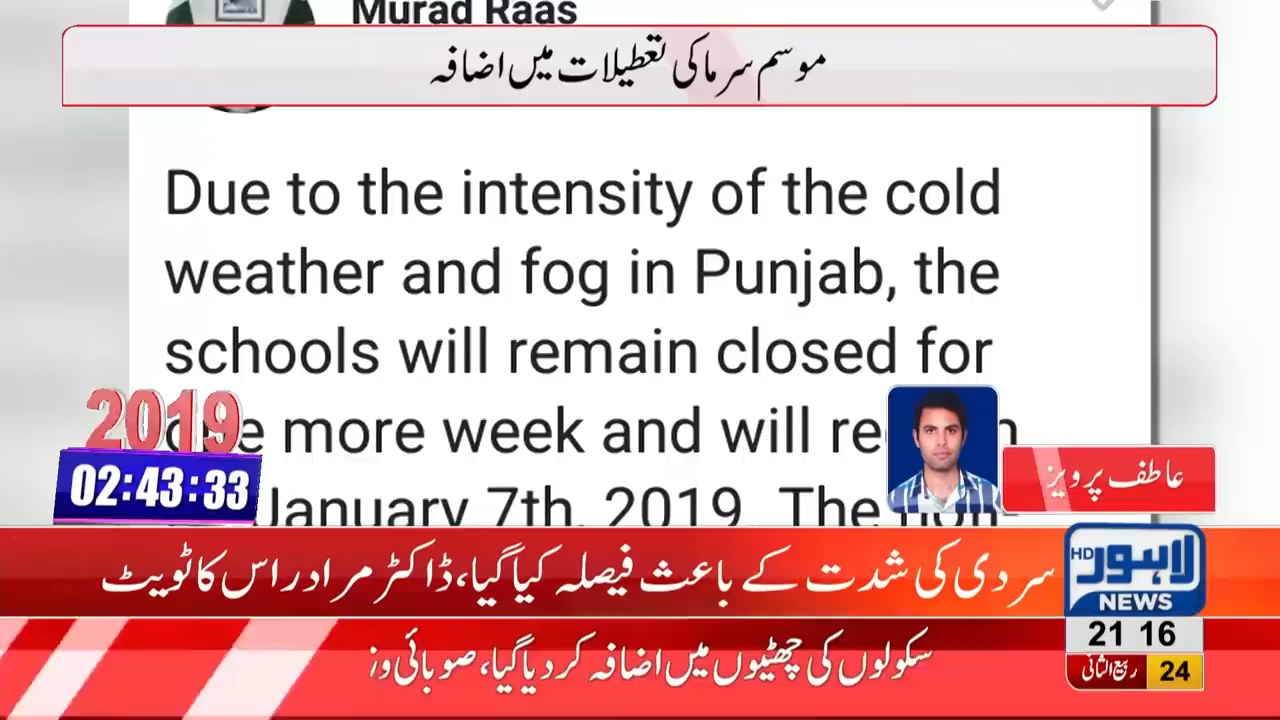 Murad Raas
موسم سرما کی تعطیلات میں اضافہ
Due to the intensity of the cold
weather and fog in Punjab, the
schools will remain closed for
more week and will
January 7th, 2019. The
2019
02:43:33
عاطف پرویز
سردی کی شدت کے باعث فیصلہ کیا گیا، ڈاکٹر مراد راس کا ٹویٹ
سکولوں کی چھٹیوں میں اضافہ کر دیا گیا، صوبائی وز
لاہور
HD
NEWS
21 16
ربیع الثانی 24